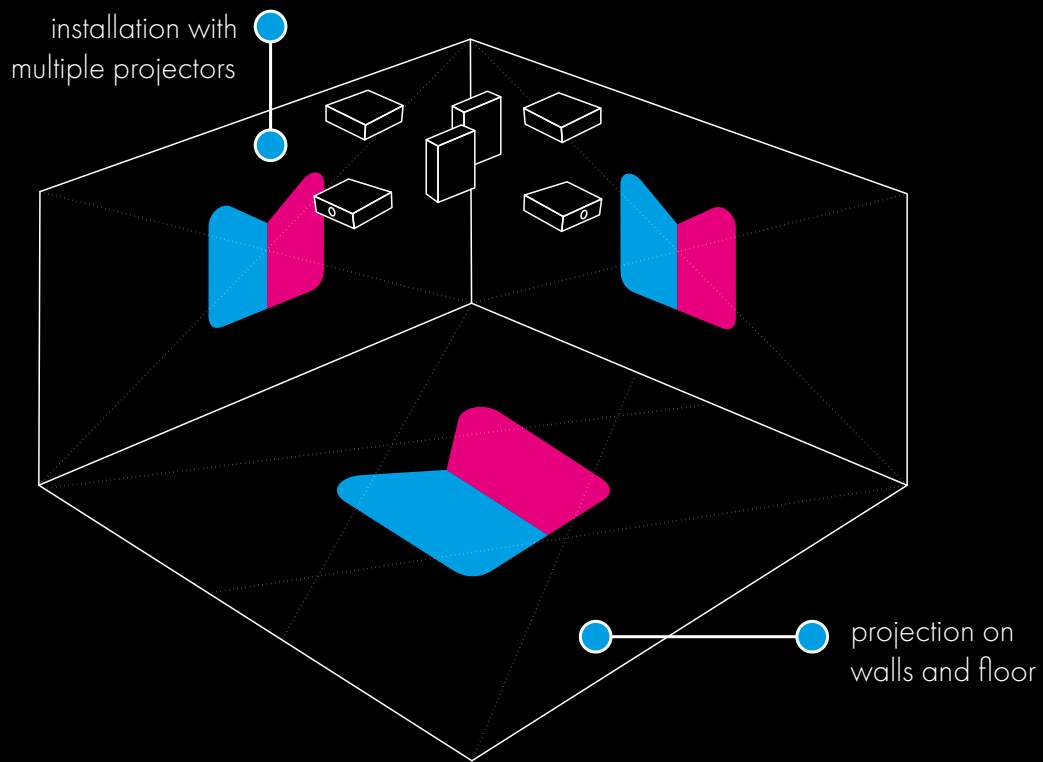 installation with
multiple projectors
projection on
walls and floor